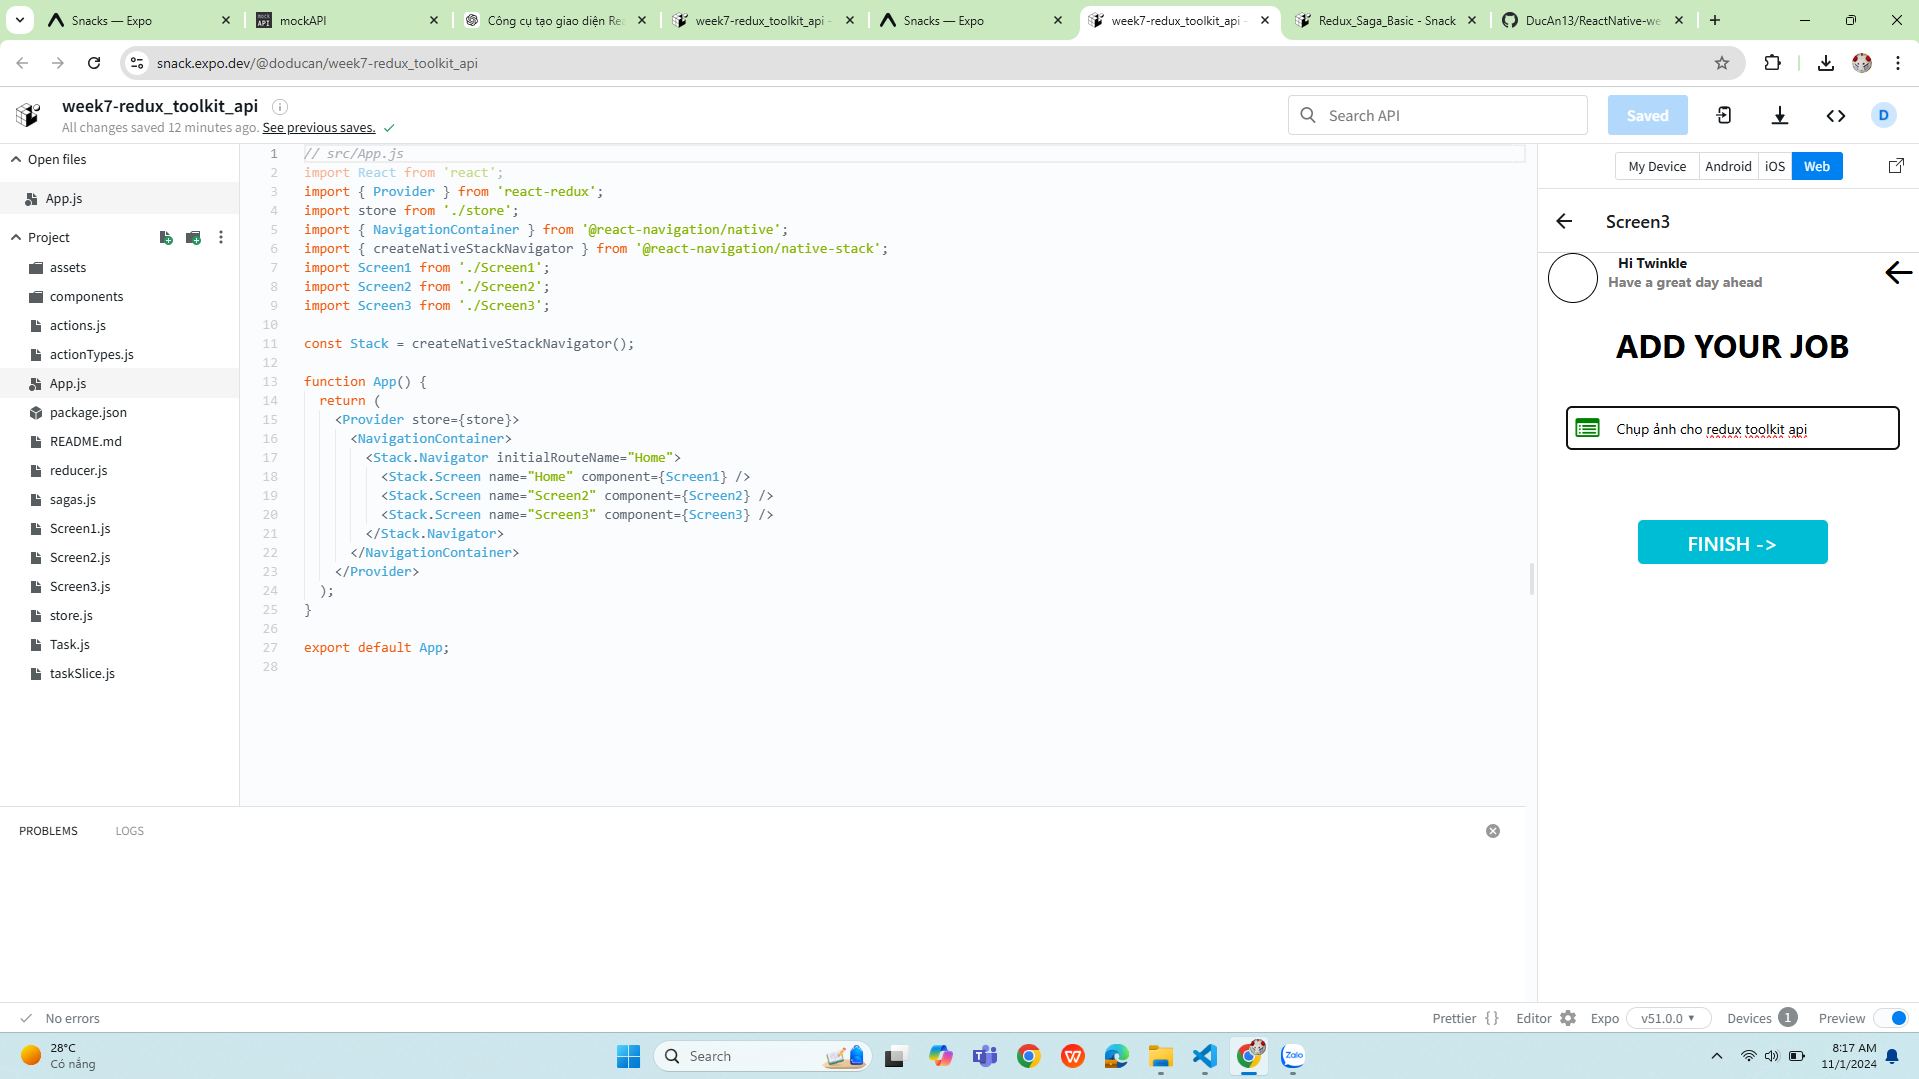 Snacks — Expo
mockAPI
Công cụ tạo giao diện Rea
week7-redux_toolkit_api -
Snacks — Expo
week7-redux_toolkit_api -
Redux_Saga_Basic - Snack
DucAn13/ReactNative-we
snack.expo.dev/@doducan/week7-redux_toolkit_api
week7-redux_toolkit_api
All changes saved 12 minutes ago. See previous saves.
Search API
Saved
D
Open files
App.js
Project
assets
components
actions.js
actionTypes.js
App.js
package.json
README.md
reducer.js
sagas.js
Screen1.js
Screen2.js
Screen3.js
store.js
Task.js
taskSlice.js
1 // src/App.js
2 import React from 'react';
3 import { Provider } from 'react-redux';
4 import store from './store';
5 import { NavigationContainer } from '@react-navigation/native';
6 import { createNativeStackNavigator } from '@react-navigation/native-stack';
7 import Screen1 from './Screen1';
8 import Screen2 from './Screen2';
9 import Screen3 from './Screen3';
10
11 const Stack = createNativeStackNavigator();
12
13 function App() {
14 return (
15 <Provider store={store}>
16 <NavigationContainer>
17 <Stack.Navigator initialRouteName="Home">
18 <Stack.Screen name="Home" component={Screen1} />
19 <Stack.Screen name="Screen2" component={Screen2} />
20 <Stack.Screen name="Screen3" component={Screen3} />
21 </Stack.Navigator>
22 </NavigationContainer>
23 </Provider>
24 );
25 }
26
27 export default App;
28
My Device Android iOS Web
Screen3
Hi Twinkle
Have a great day ahead
ADD YOUR JOB
Chụp ảnh cho redux toolkit api
FINISH ->
PROBLEMS LOGS
No errors
Prettier { } Editor Expo v51.0.0 Devices 1 Preview
28°C
Có nắng
Search
Zalo
8:17 AM
11/1/2024